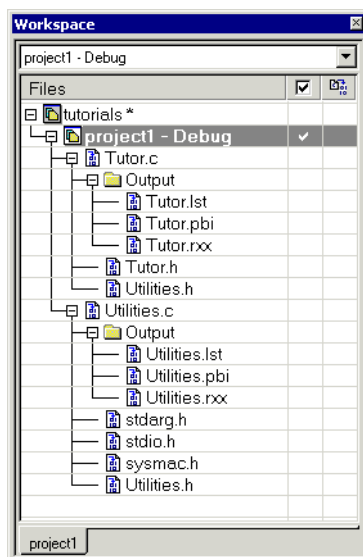 Workspace
project1 - Debug
Files
tutorials *
project1 - Debug
Tutor.c
Output
Tutor.lst
Tutor.pbi
Tutor.rxx
Tutor.h
Utilities.h
Utilities.c
Output
Utilities.lst
Utilities.pbi
Utilities.rxx
stdarg.h
stdio.h
sysmac.h
Utilities.h
project1